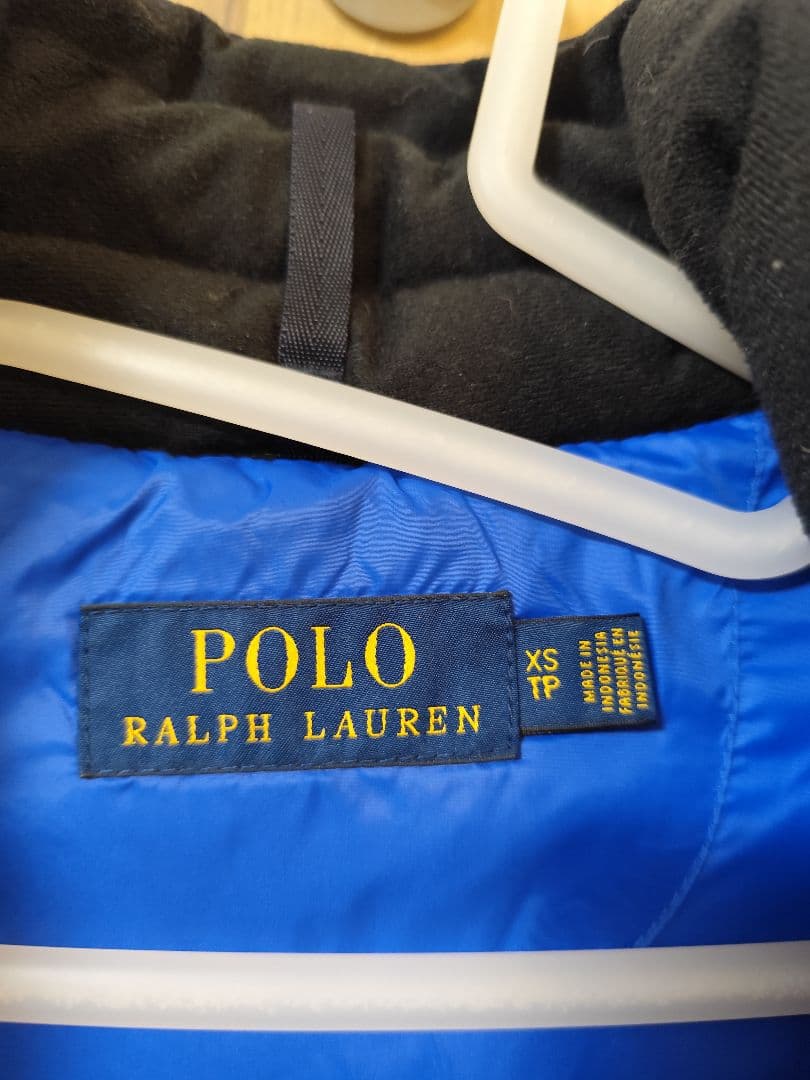 POLO
RALPH LAUREN
XS
TP
MADE IN
INDONESIA
FABRIQUÉ EN
INDONÉSIE